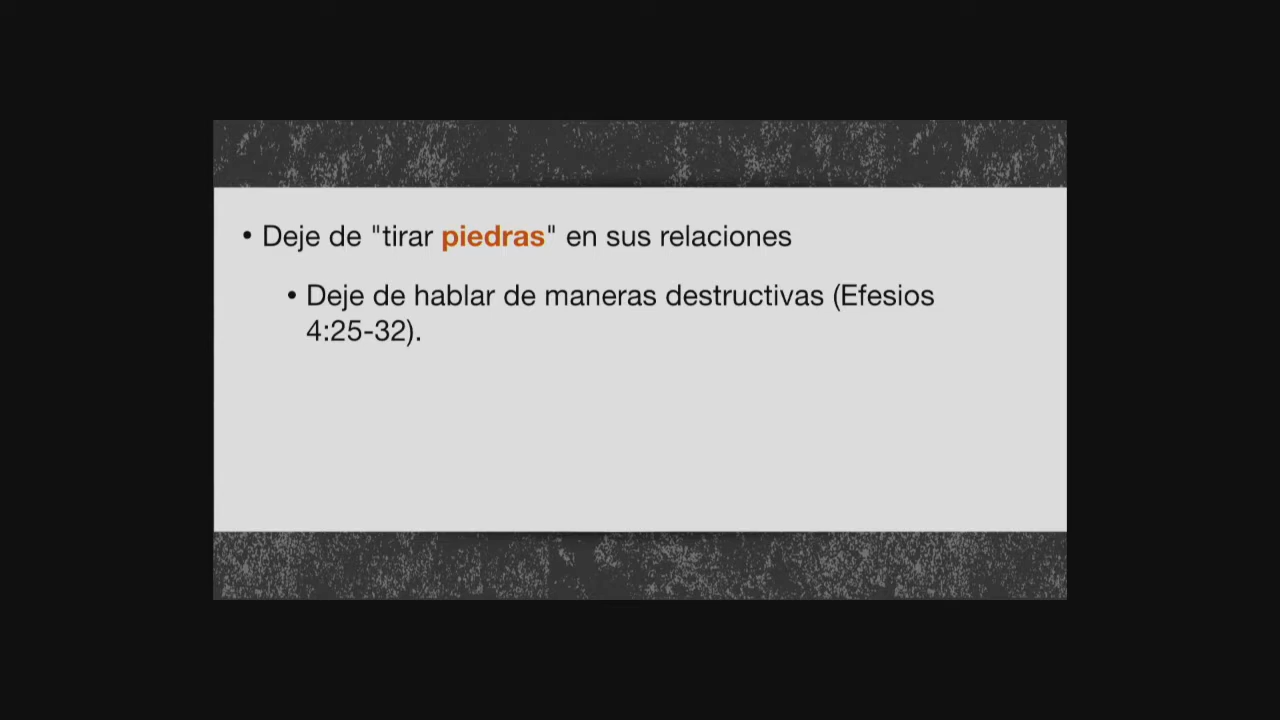 • Deje de "tirar piedras" en sus relaciones
• Deje de hablar de maneras destructivas (Efesios
4:25-32).